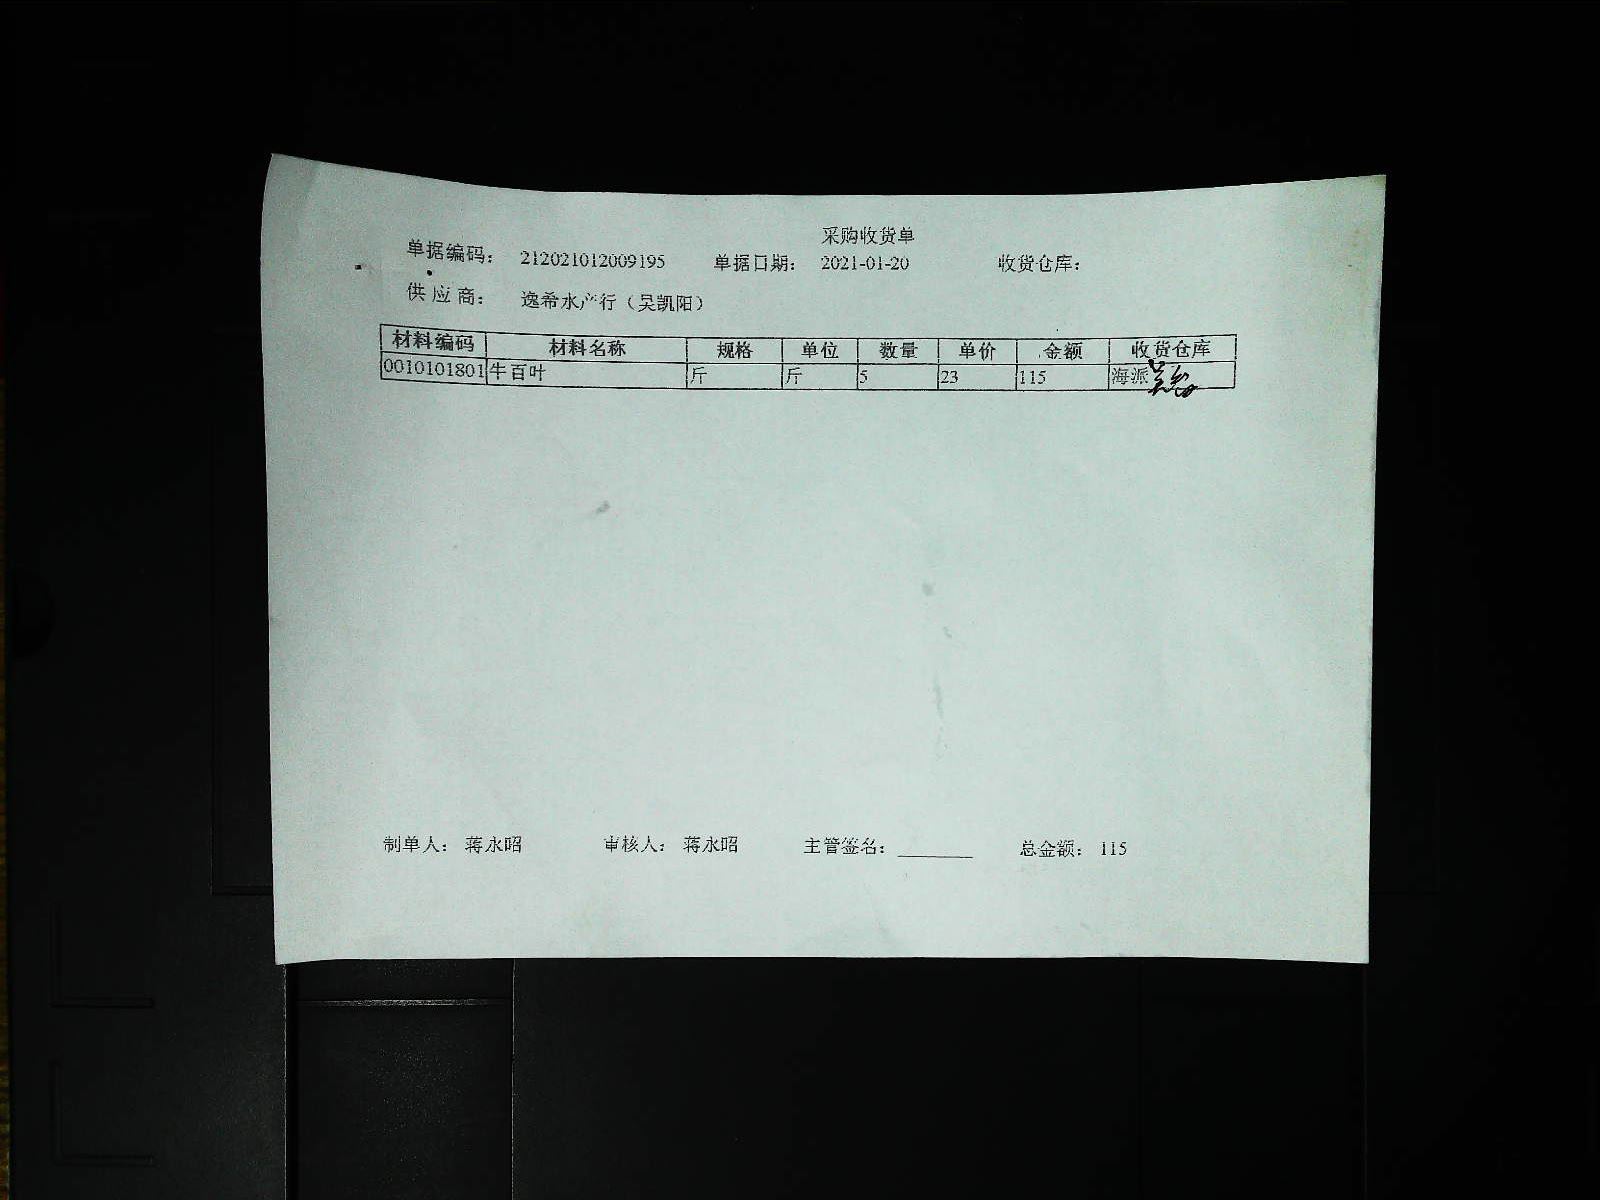 采购收货单
单据编码： 212021012009195 单据日期： 2021-01-20 收货仓库：
供应商： 逸希水产行（吴凯阳）
材料编码 材料名称 规格 单位 数量 单价 金额 收货仓库
0010101801 牛百叶 斤 斤 5 23 115 海派
制单人： 蒋永昭 审核人： 蒋永昭 主管签名： 总金额： 115